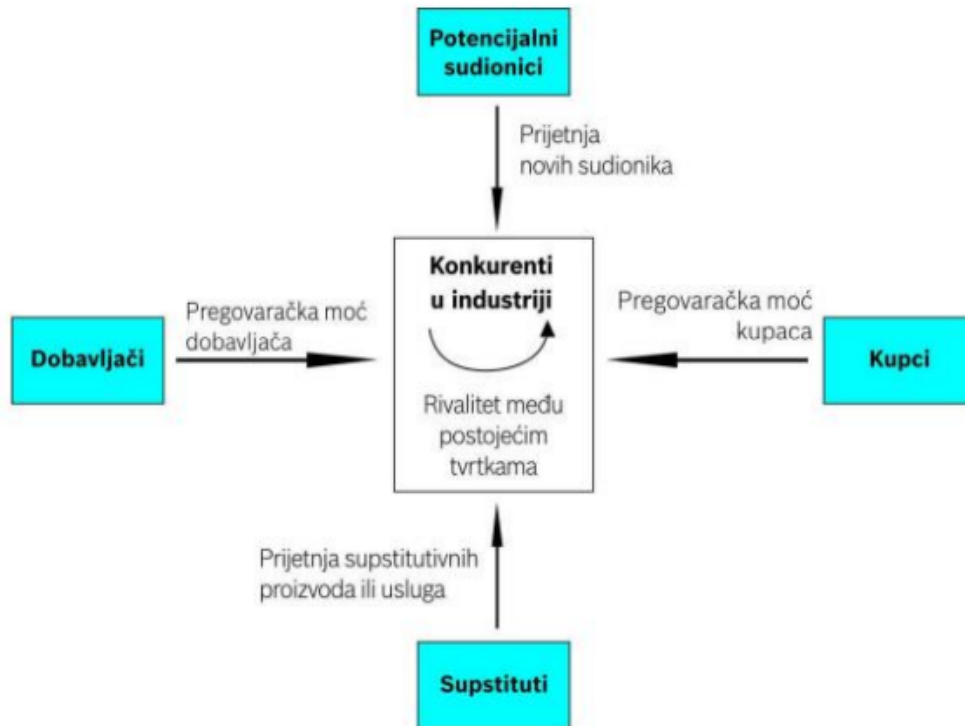 Potencijalni
sudionici
Prijetnja
novih sudionika
Konkurenti
u industriji
Rivalitet među
postojećim
tvrtkama
Dobavljači
Pregovaračka moć
dobavljača
Pregovaračka moć
kupaca
Kupci
Prijetnja supstitutivnih
proizvoda ili usluga
Supstituti